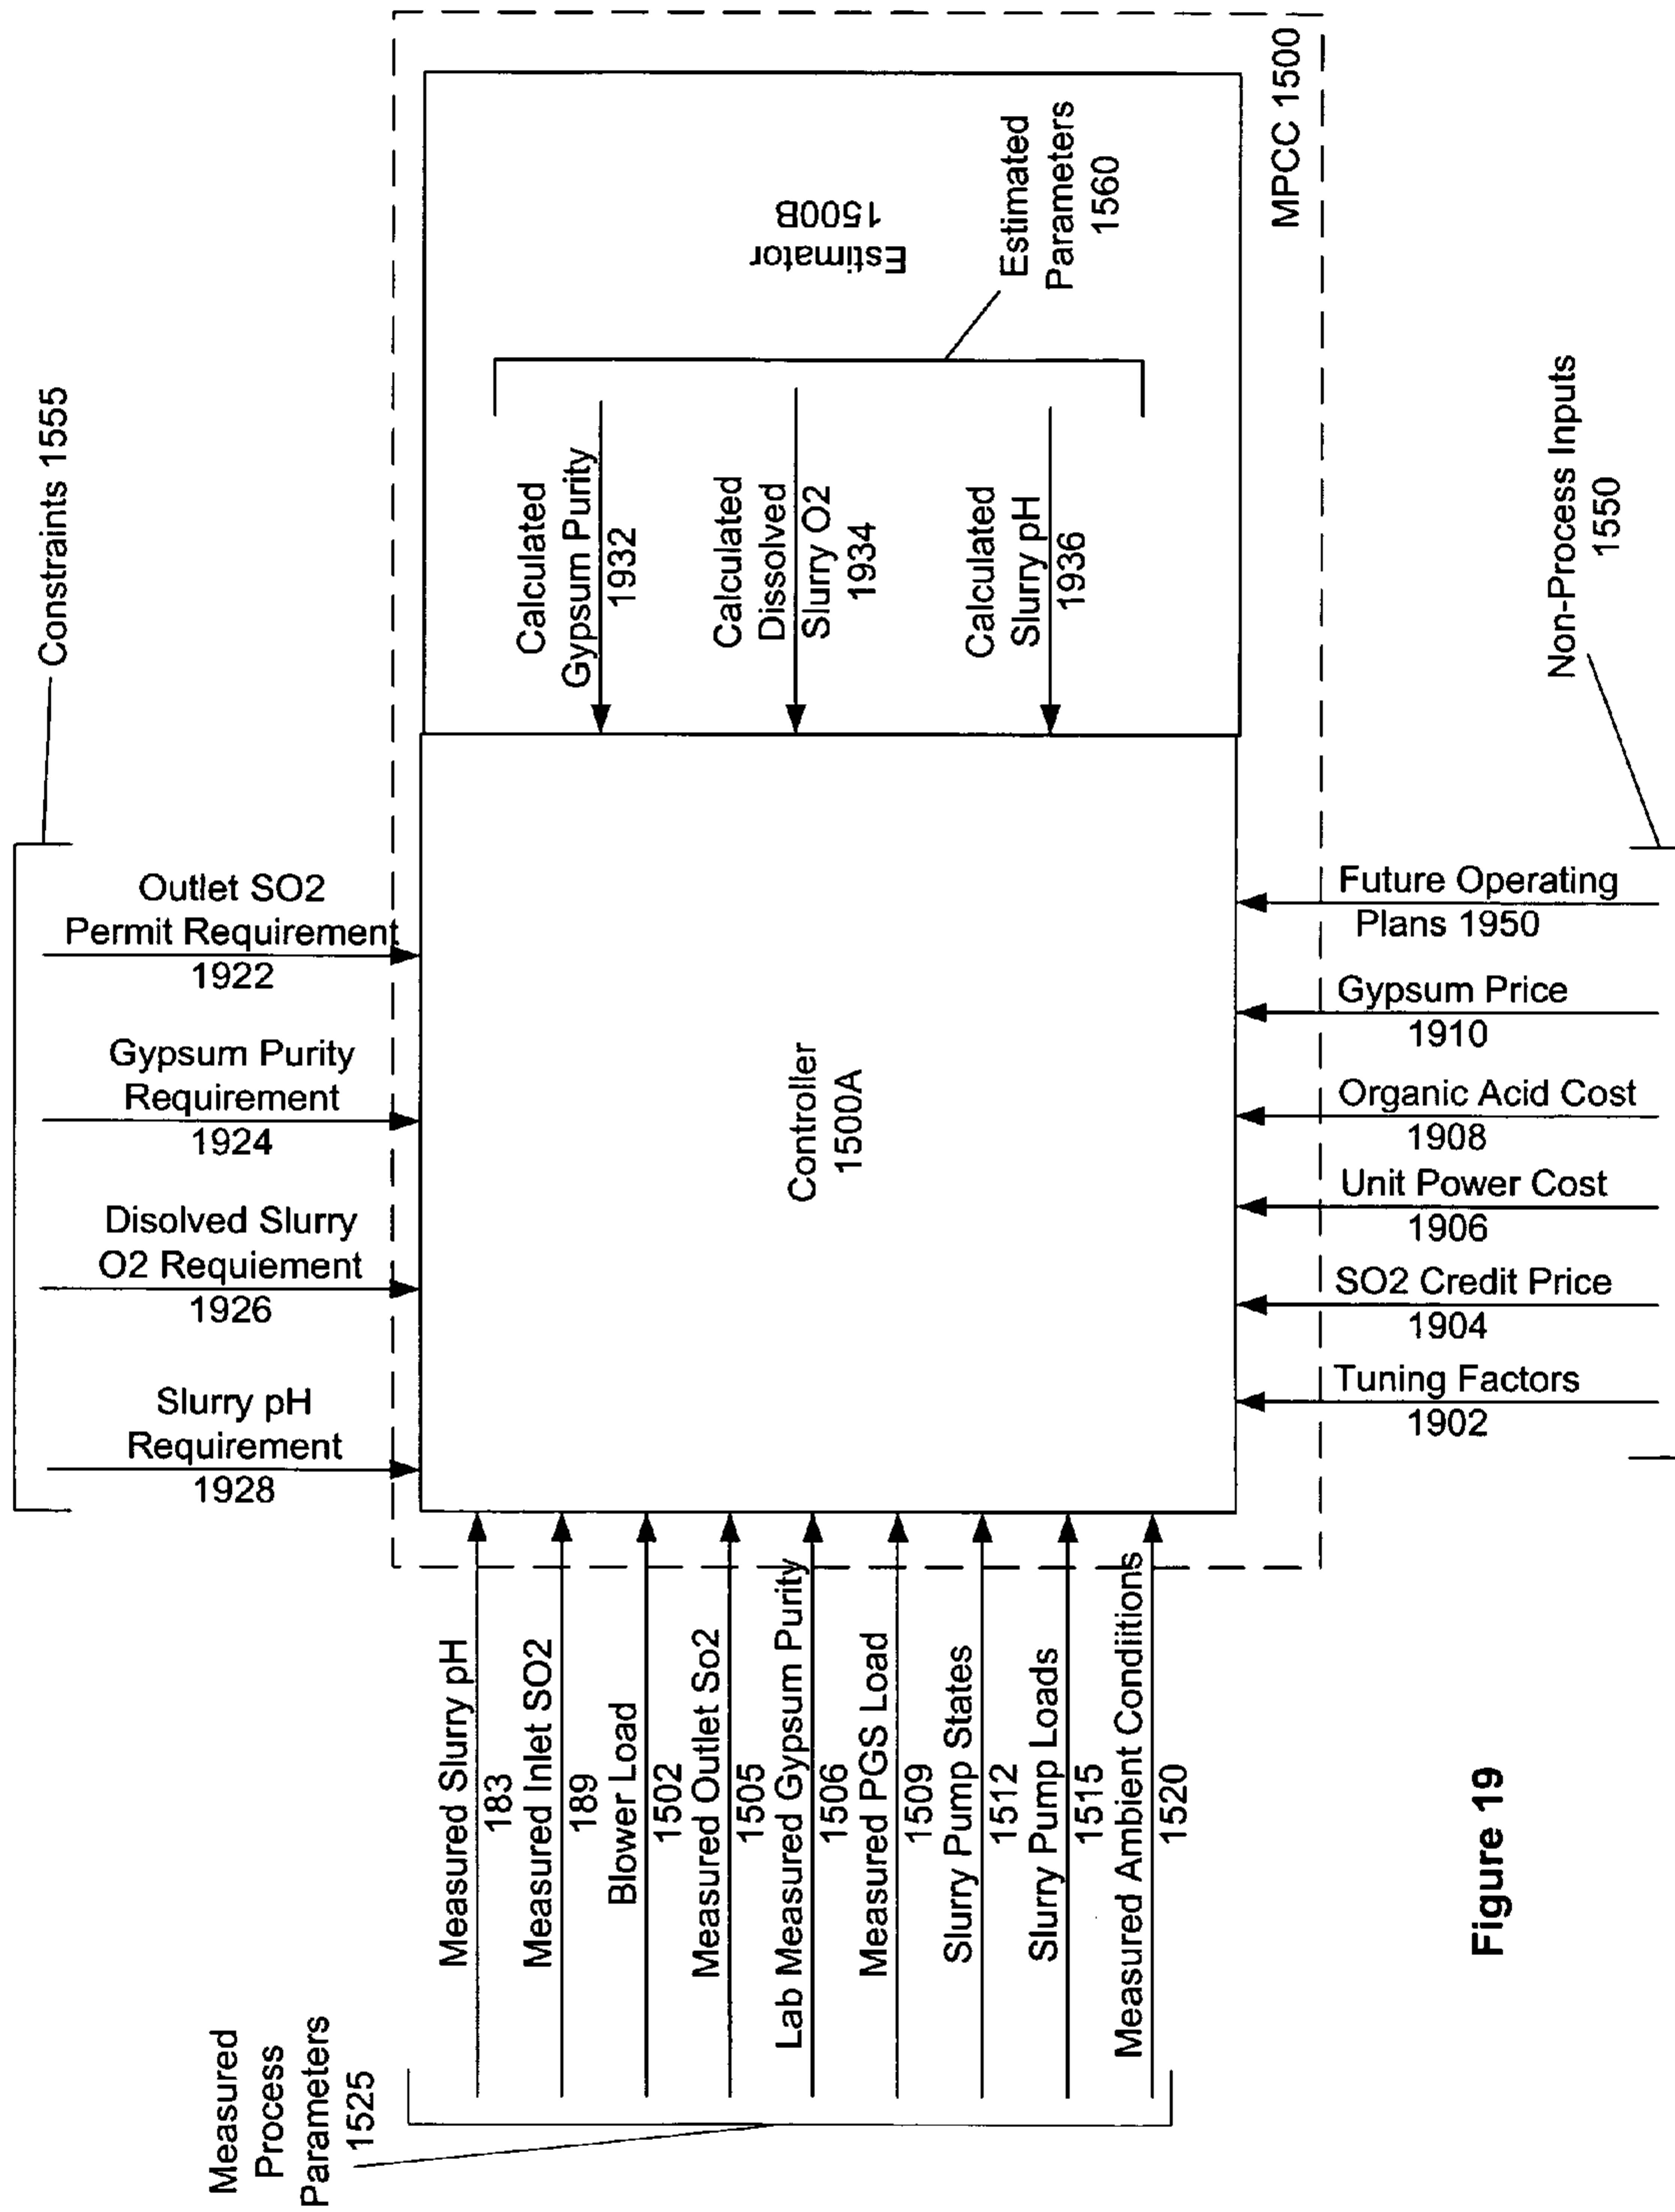 Constraints 1555
Outlet SO2
Permit Requirement
1922
Gypsum Purity
Requirement
1924
Disolved Slurry
O2 Requiement
1926
Slurry pH
Requirement
1928
MPCC 1500
Estimator
1500B
Estimated
Parameters
1560
Calculated
Gypsum Purity
1932
Calculated
Dissolved
Slurry O2
1934
Calculated
Slurry pH
1936
Controller
1500A
Non-Process Inputs
1550
Future Operating
Plans 1950
Gypsum Price
1910
Organic Acid Cost
1908
Unit Power Cost
1906
SO2 Credit Price
1904
Tuning Factors
1902
Measured
Process
Parameters
1525
Measured Slurry pH
183
Measured Inlet SO2
189
Blower Load
1502
Measured Outlet So2
1505
Lab Measured Gypsum Purity
1506
Measured PGS Load
1509
Slurry Pump States
1512
Slurry Pump Loads
1515
Measured Ambient Condiitions
1520
Figure 19